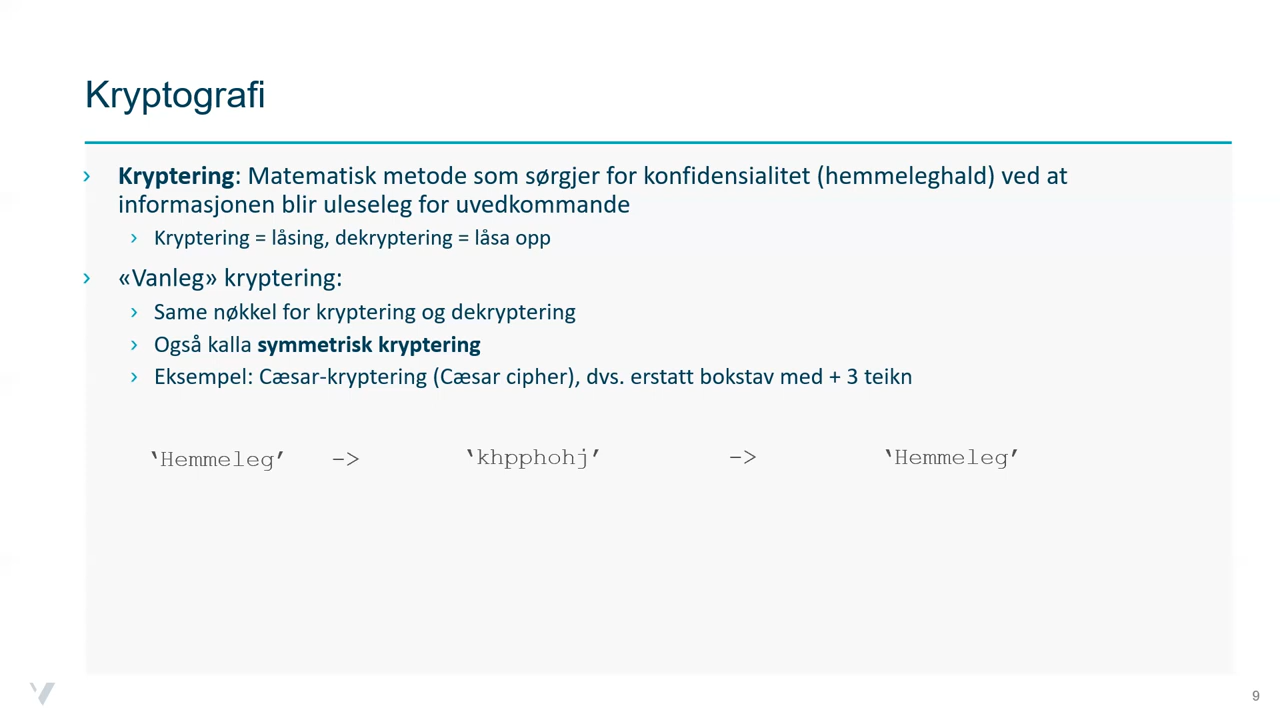 Kryptografi
› Kryptering: Matematisk metode som sørgjer for konfidensialitet (hemmeleghald) ved at
informasjonen blir uleseleg for uvedkommande
› Kryptering = låsing, dekryptering = låsa opp
› «Vanleg» kryptering:
› Same nøkkel for kryptering og dekryptering
› Også kalla symmetrisk kryptering
› Eksempel: Cæsar-kryptering (Cæsar cipher), dvs. erstatt bokstav med + 3 teikn
‘Hemmeleg’ -> ‘khpphohj’ -> ‘Hemmeleg’
9